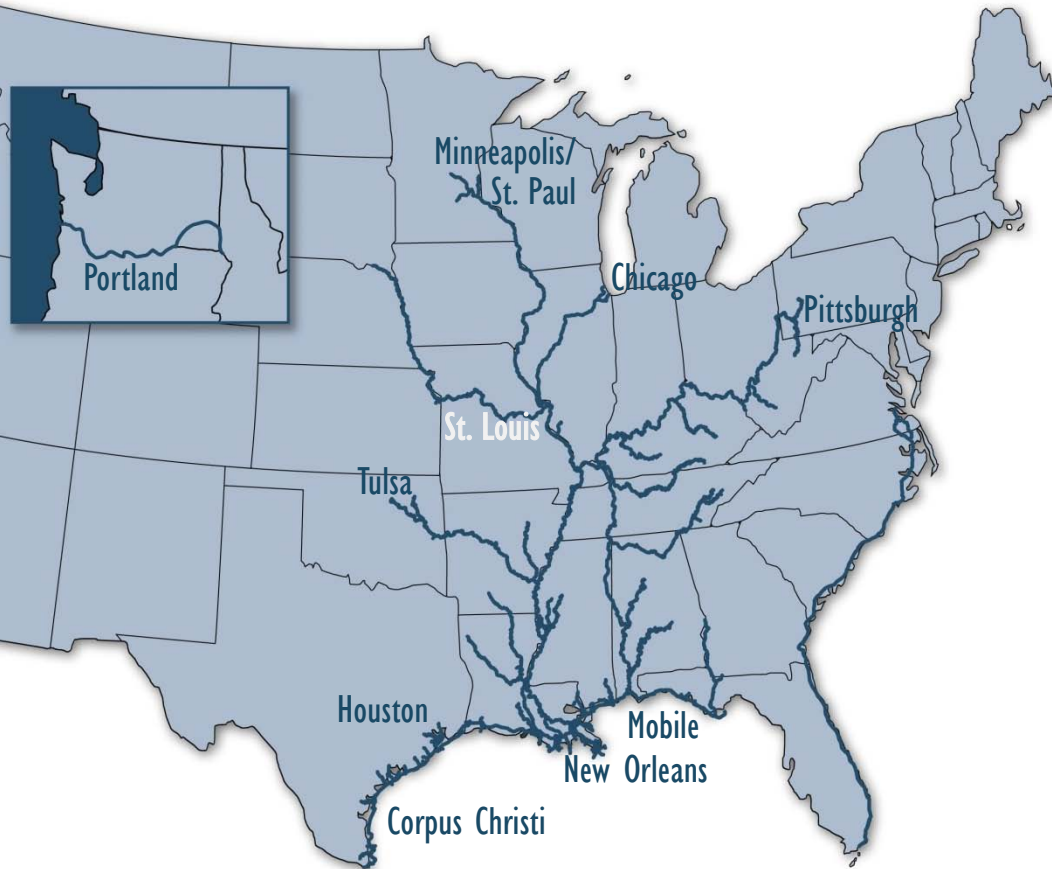 Minneapolis/
St. Paul
Portland
Chicago
Pittsburgh
St. Louis
Tulsa
Houston
Mobile
New Orleans
Corpus Christi